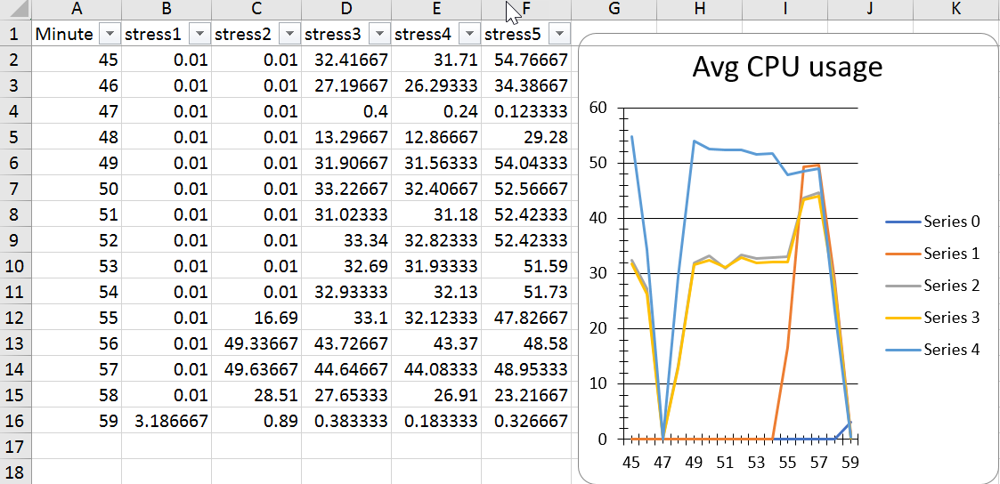 A B C D E F G H I J K
1 Minute stress1 stress2 stress3 stress4 stress5
2 45 0.01 0.01 32.41667 31.71 54.76667
3 46 0.01 0.01 27.19667 26.29333 34.38667
4 47 0.01 0.01 0.4 0.24 0.123333
5 48 0.01 0.01 13.29667 12.86667 29.28
6 49 0.01 0.01 31.90667 31.56333 54.04333
7 50 0.01 0.01 33.22667 32.40667 52.56667
8 51 0.01 0.01 31.02333 31.18 52.42333
9 52 0.01 0.01 33.34 32.82333 52.42333
10 53 0.01 0.01 32.69 31.93333 51.59
11 54 0.01 0.01 32.93333 32.13 51.73
12 55 0.01 16.69 33.1 32.12333 47.82667
13 56 0.01 49.33667 43.72667 43.37 48.58
14 57 0.01 49.63667 44.64667 44.08333 48.95333
15 58 0.01 28.51 27.65333 26.91 23.21667
16 59 3.186667 0.89 0.383333 0.183333 0.326667
17
18
Avg CPU usage
60
50
40
30
20
10
0
45 47 49 51 53 55 57 59
Series 0
Series 1
Series 2
Series 3
Series 4